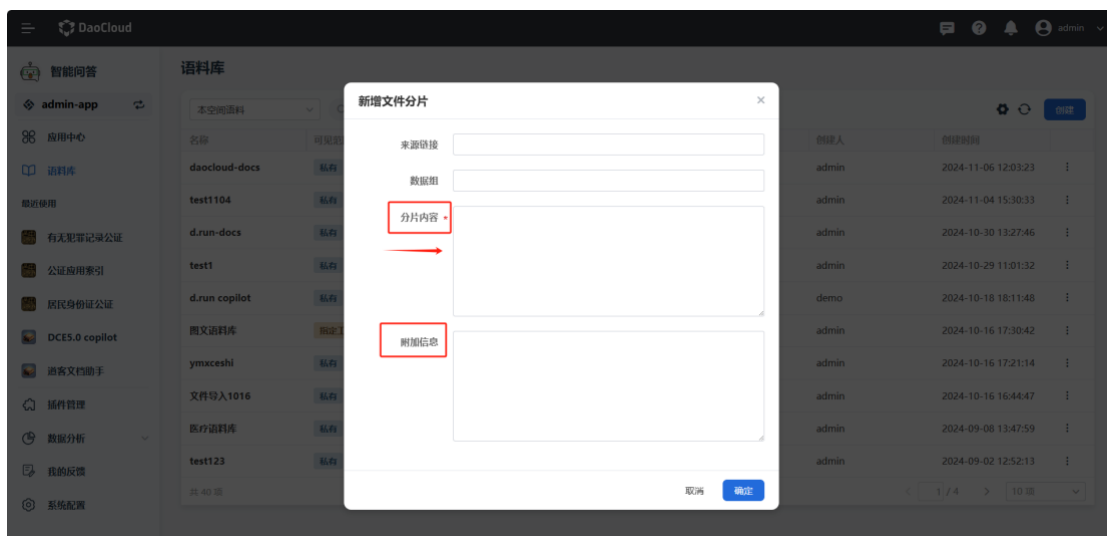 DaoCloud
admin
智能问答
语料库
admin-app
新增文件分片
本空间语料
创建
应用中心
来源链接
名称
创建人
创建时间
语料库
daocloud-docs
私有
admin
2024-11-06 12:03:23
数据组
最近使用
test1104
私有
admin
2024-11-04 15:30:33
分片内容 *
有无犯罪记录公证
d.run-docs
私有
admin
2024-10-30 13:27:46
公证应用索引
test1
私有
admin
2024-10-29 11:01:32
居民身份证公证
d.run copilot
私有
demo
2024-10-18 18:11:48
DCE5.0 copilot
图文语料库
admin
2024-10-16 17:30:42
附加信息
道客文档助手
ymxceshi
私有
admin
2024-10-16 17:21:14
插件管理
文件导入1016
私有
admin
2024-10-16 16:44:47
数据分析
医疗语料库
私有
admin
2024-09-08 13:47:59
我的反馈
test123
私有
admin
2024-09-02 12:52:13
共 40 项
取消
确定
1 / 4
10 项
系统配置